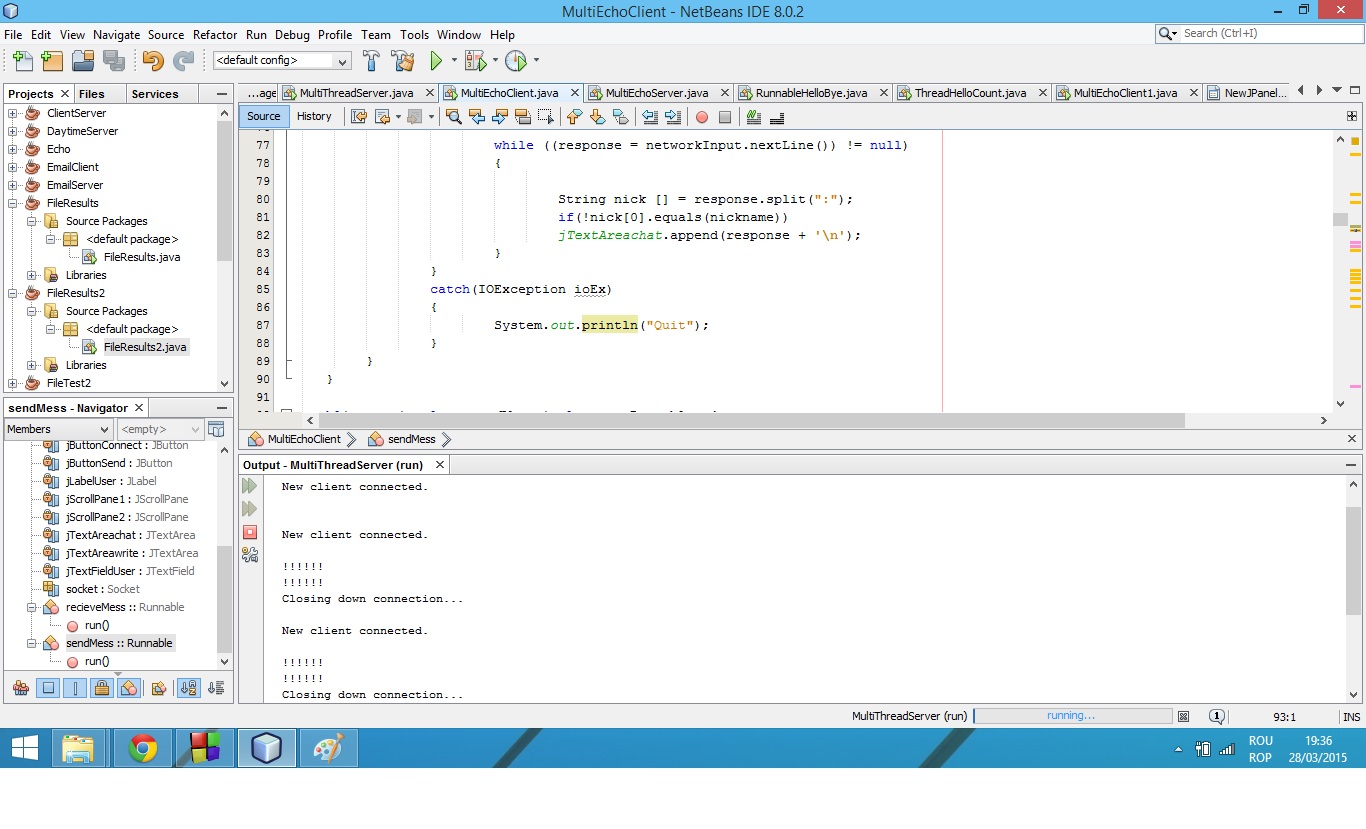 MultiEchoClient - NetBeans IDE 8.0.2
File Edit View Navigate Source Refactor Run Debug Profile Team Tools Window Help
Search (Ctrl+I)
<default config>
Projects Files Services
ClientServer
DaytimeServer
Echo
EmailClient
EmailServer
FileResults
Source Packages
<default package>
FileResults.java
Libraries
FileResults2
Source Packages
<default package>
FileResults2.java
Libraries
FileTest2
...age MultiThreadServer.java MultiEchoClient.java MultiEchoServer.java RunnableHelloBye.java ThreadHelloCount.java MultiEchoClient1.java NewJPanel...
Source History
77 while ((response = networkInput.nextLine()) != null)
78 {
79
80 String nick [] = response.split(":");
81 if(!nick[0].equals(nickname))
82 jTextAreachat.append(response + '\n');
83 }
84 }
85 catch(IOException ioEx)
86 {
87 System.out.println("Quit");
88 }
89 }
90 }
91
MultiEchoClient sendMess
sendMess - Navigator
Members <empty>
jButtonConnect : JButton
jButtonSend : JButton
jLabelUser : JLabel
jScrollPane1 : JScrollPane
jScrollPane2 : JScrollPane
jTextAreachat : JTextArea
jTextAreawrite : JTextArea
jTextFieldUser : JTextField
socket : Socket
recieveMess :: Runnable
run()
sendMess :: Runnable
run()
Output - MultiThreadServer (run)
New client connected.
New client connected.
!!!!!!
!!!!!!
Closing down connection...
New client connected.
!!!!!!
!!!!!!
Closing down connection...
MultiThreadServer (run) running... 1 93:1 INS
ROU 19:36
ROP 28/03/2015